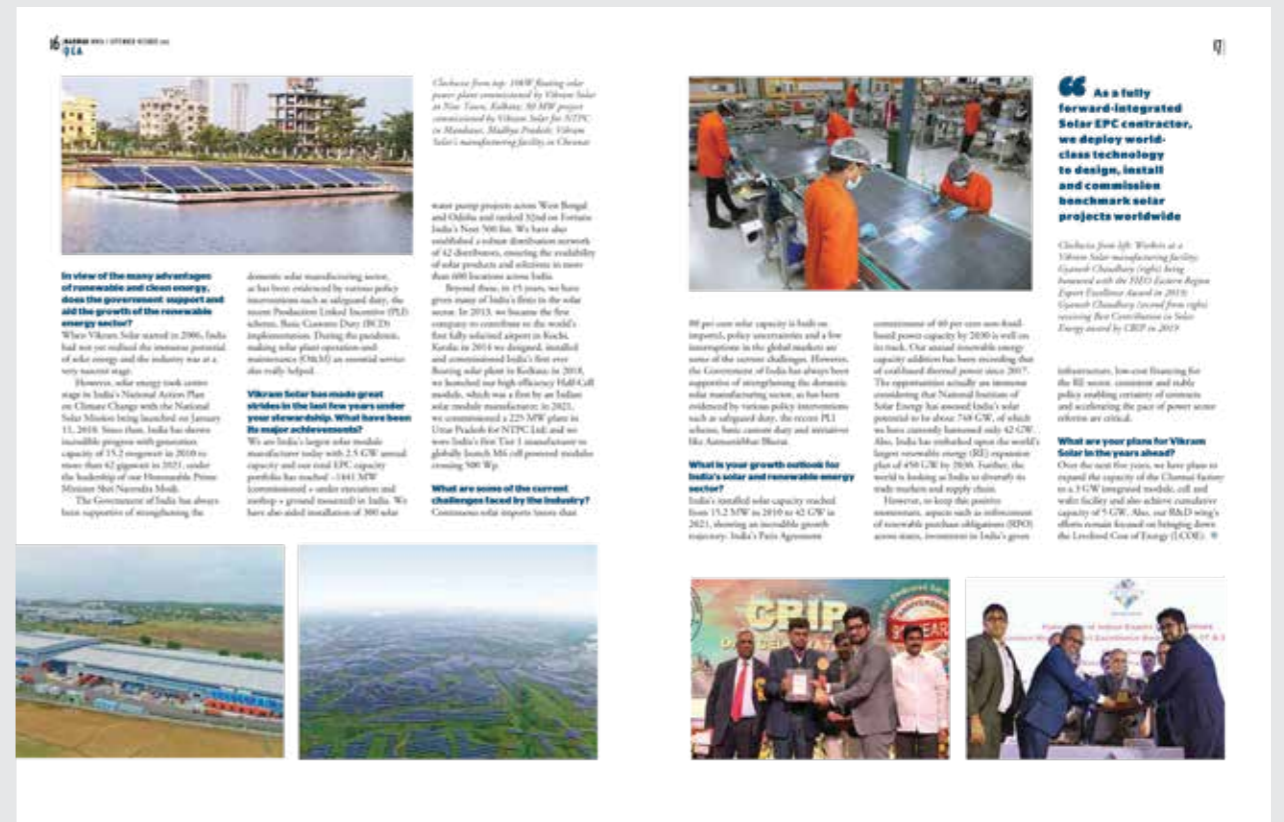 16
Q&A
Clockwise from top: 10kW floating solar
power plant commissioned by Vikram Solar
in New Town, Kolkata; 50 MW project
commissioned by Vikram Solar for NTPC
in Mandsaur, Madhya Pradesh; Vikram
Solar's manufacturing facility in Chennai
In view of the many advantages
of renewable and clean energy,
does the government support and
aid the growth of the renewable
energy sector?
When Vikram Solar started in 2006, India
had not yet realised the immense potential
of solar energy and the industry was at a
very nascent stage.
However, solar energy took centre
stage in India's National Action Plan
on Climate Change with the National
Solar Mission being launched on January
11, 2010. Since then, India has shown
incredible progress with generation
capacity of 15.2 megawatt in 2010 to
more than 42 gigawatt in 2021, under
the leadership of our Honourable Prime
Minister Shri Narendra Modi.
The Government of India has always
been supportive of strengthening the
domestic solar manufacturing sector,
as has been evidenced by various policy
interventions such as safeguard duty, the
recent Production Linked Incentive (PLI)
scheme, Basic Customs Duty (BCD)
implementation. During the pandemic,
making solar plant operation and
maintenance (O&M) an essential service
also really helped.
Vikram Solar has made great
strides in the last few years under
your stewardship. What have been
its major achievements?
We are India's largest solar module
manufacturer today with 2.5 GW annual
capacity and our total EPC capacity
portfolio has reached ~1441 MW
(commissioned + under execution and
rooftop + ground mounted) in India. We
have also aided installation of 300 solar
water pump projects across West Bengal
and Odisha and ranked 32nd on Fortune
India's Next 500 list. We have also
established a robust distribution network
of 42 distributors, ensuring the availability
of solar products and solutions in more
than 600 locations across India.
Beyond these, in 15 years, we have
given many of India's firsts to the solar
sector. In 2013, we became the first
company to contribute to the world's
first fully solarised airport in Kochi,
Kerala; in 2014 we designed, installed
and commissioned India's first ever
floating solar plant in Kolkata; in 2018,
we launched our high efficiency Half-Cell
module, which was a first by an Indian
solar module manufacturer; in 2021,
we commissioned a 225 MW plant in
Uttar Pradesh for NTPC Ltd; and we
were India's first Tier 1 manufacturer to
globally launch M6 cell powered modules
crossing 500 Wp.
What are some of the current
challenges faced by the industry?
Continuous solar imports (more than
17
“ As a fully
forward-integrated
Solar EPC contractor,
we deploy world-
class technology
to design, install
and commission
benchmark solar
projects worldwide
Clockwise from left: Workers at a
Vikram Solar manufacturing facility;
Gyanesh Chaudhary (right) being
honoured with the FIEO Eastern Region
Export Excellence Award in 2019;
Gyanesh Chaudhary (second from right)
receiving Best Contribution in Solar
Energy award by CBIP in 2019
80 per cent solar capacity is built on
imports), policy uncertainties and a few
interruptions in the global markets are
some of the current challenges. However,
the Government of India has always been
supportive of strengthening the domestic
solar manufacturing sector, as has been
evidenced by various policy interventions
such as safeguard duty, the recent PLI
scheme, basic custom duty and initiatives
like Aatmanirbhar Bharat.
What is your growth outlook for
India's solar and renewable energy
sector?
India's installed solar capacity reached
from 15.2 MW in 2010 to 42 GW in
2021, showing an incredible growth
trajectory. India's Paris Agreement
commitment of 40 per cent non-fossil-
based power capacity by 2030 is well on
its track. Our annual renewable energy
capacity addition has been exceeding that
of coal-based thermal power since 2017.
The opportunities actually are immense
considering that National Institute of
Solar Energy has assessed India's solar
potential to be about 748 GW, of which
we have currently harnessed only 42 GW.
Also, India has embarked upon the world's
largest renewable energy (RE) expansion
plan of 450 GW by 2030. Further, the
world is looking at India to diversify its
trade markets and supply chain.
However, to keep this positive
momentum, aspects such as enforcement
of renewable purchase obligations (RPO)
across states, investment in India's green
infrastructure, low-cost financing for
the RE sector, consistent and stable
policy enabling certainty of contracts
and accelerating the pace of power sector
reforms are critical.
What are your plans for Vikram
Solar in the years ahead?
Over the next five years, we have plans to
expand the capacity of the Chennai factory
to a 3 GW integrated module, cell and
wafer facility and also achieve cumulative
capacity of 5 GW. Also, our R&D wing's
efforts remain focused on bringing down
the Levelised Cost of Energy (LCOE).
CBIP